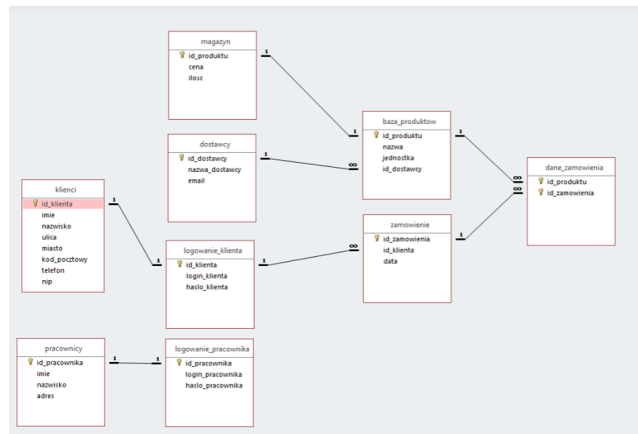 magazyn
id_produktu
cena
ilosc
dostawcy
id_dostawcy
nazwa_dostawcy
email
klienci
id_klienta
imie
nazwisko
ulica
miasto
kod_pocztowy
telefon
nip
logowanie_klienta
id_klienta
login_klienta
haslo_klienta
pracownicy
id_pracownika
imie
nazwisko
adres
logowanie_pracownika
id_pracownika
login_pracownika
haslo_pracownika
baza_produktow
id_produktu
nazwa
jednostka
id_dostawcy
zamowienie
id_zamowienia
id_klienta
data
dane_zamowienia
id_produktu
id_zamowienia
1
1
1
∞
1
∞
1
1
1
∞
1
∞
1
1